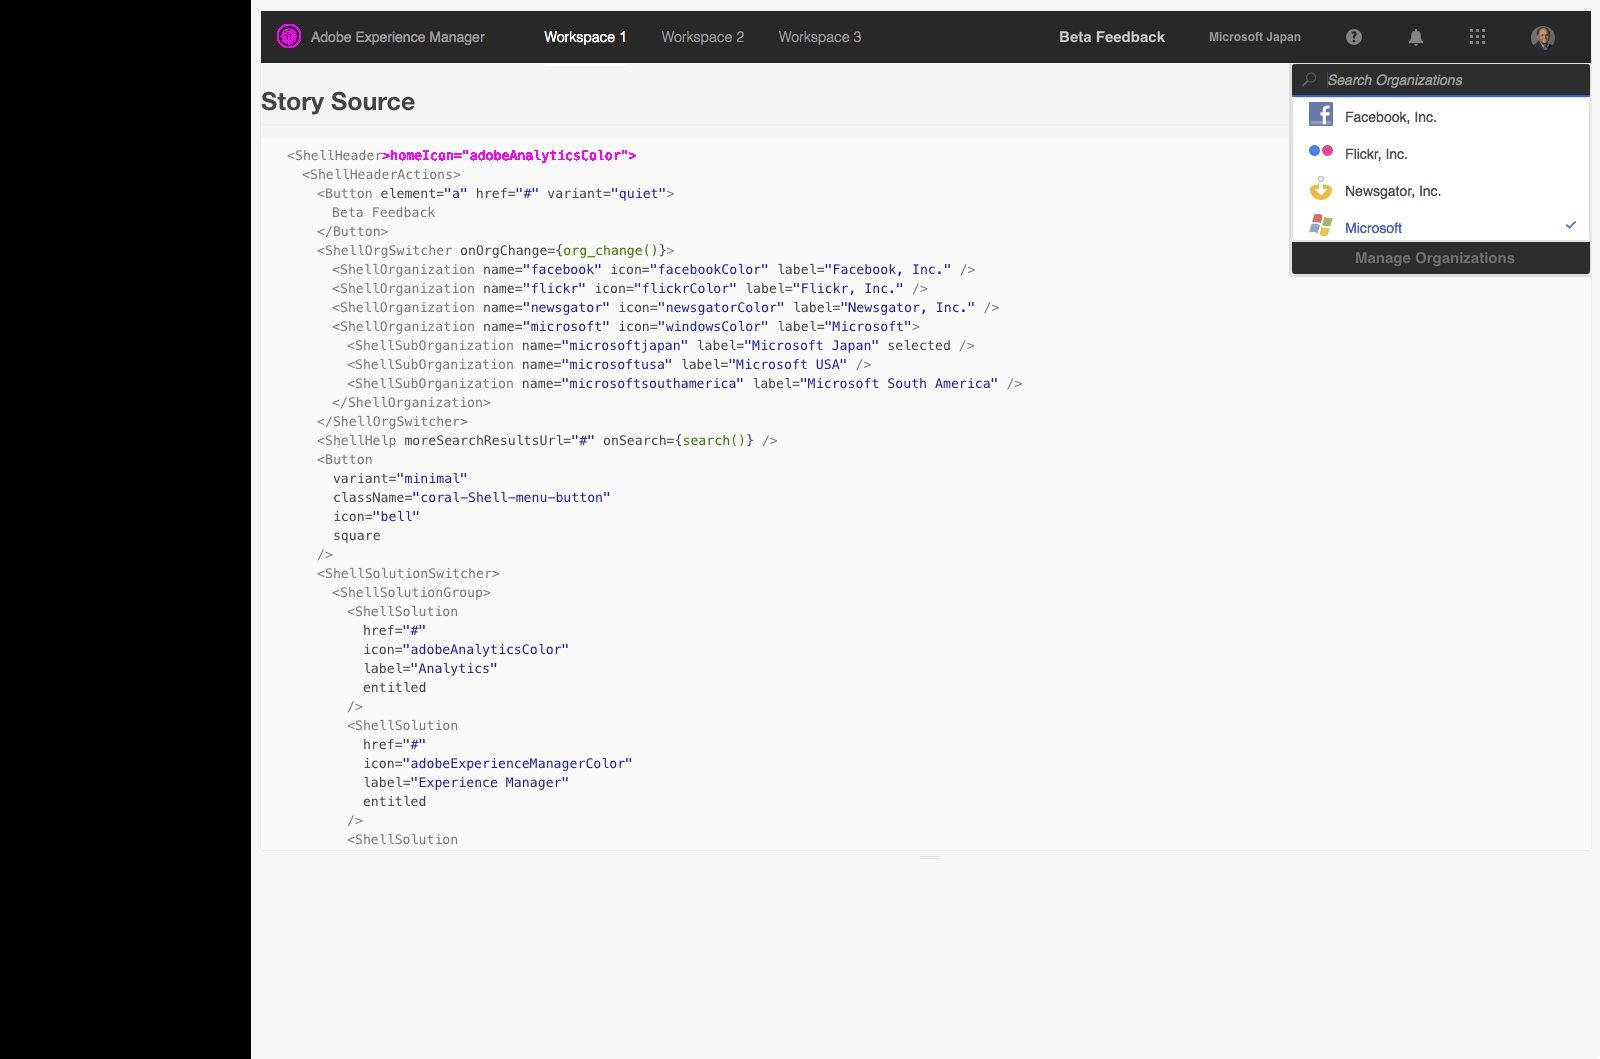 Adobe Experience Manager Workspace 1 Workspace 2 Workspace 3 Beta Feedback Microsoft Japan
Search Organizations
Facebook, Inc.
Flickr, Inc.
Newsgator, Inc.
Microsoft
Manage Organizations
Story Source
<ShellHeader>homeIcon="adobeAnalyticsColor">
<ShellHeaderActions>
<Button element="a" href="#" variant="quiet">
Beta Feedback
</Button>
<ShellOrgSwitcher onOrgChange={org_change()}>
<ShellOrganization name="facebook" icon="facebookColor" label="Facebook, Inc." />
<ShellOrganization name="flickr" icon="flickrColor" label="Flickr, Inc." />
<ShellOrganization name="newsgator" icon="newsgatorColor" label="Newsgator, Inc." />
<ShellOrganization name="microsoft" icon="windowsColor" label="Microsoft">
<ShellSubOrganization name="microsoftjapan" label="Microsoft Japan" selected />
<ShellSubOrganization name="microsoftusa" label="Microsoft USA" />
<ShellSubOrganization name="microsoftsouthamerica" label="Microsoft South America" />
</ShellOrganization>
</ShellOrgSwitcher>
<ShellHelp moreSearchResultsUrl="#" onSearch={search()} />
<Button
variant="minimal"
className="coral-Shell-menu-button"
icon="bell"
square
/>
<ShellSolutionSwitcher>
<ShellSolutionGroup>
<ShellSolution
href="#"
icon="adobeAnalyticsColor"
label="Analytics"
entitled
/>
<ShellSolution
href="#"
icon="adobeExperienceManagerColor"
label="Experience Manager"
entitled
/>
<ShellSolution